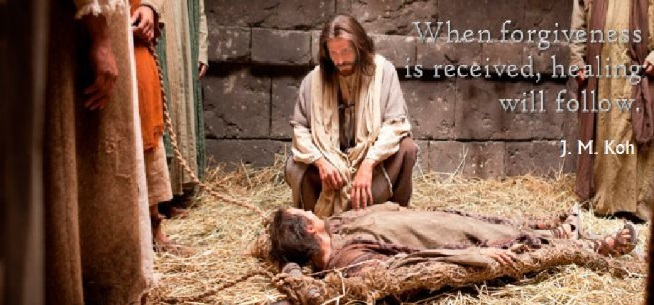 When forgiveness
is received, healing
will follow.
J. M. Koh